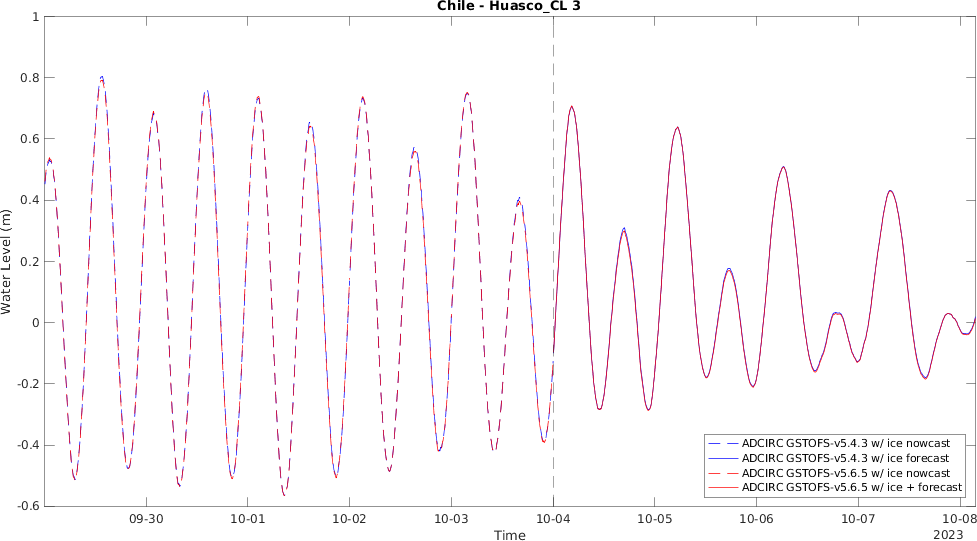 Chile - Huasco_CL 3
1
0.8
0.6
0.4
0.2
0
-0.2
-0.4
-0.6
Water Level (m)
09-30
10-01
10-02
10-03
10-04
10-05
10-06
10-07
10-08
Time
2023
ADCIRC GSTOFS-v5.4.3 w/ ice nowcast
ADCIRC GSTOFS-v5.4.3 w/ ice forecast
ADCIRC GSTOFS-v5.6.5 w/ ice nowcast
ADCIRC GSTOFS-v5.6.5 w/ ice + forecast